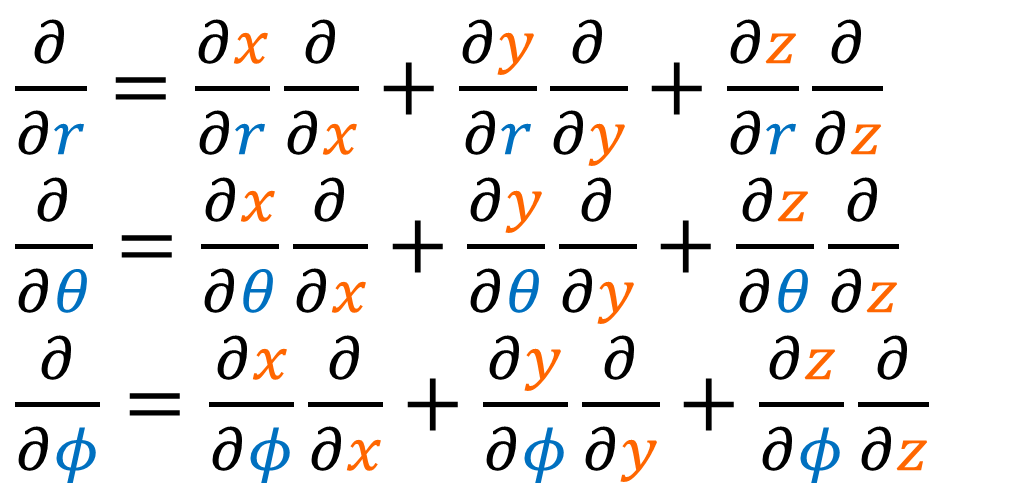 ∂/∂r = ∂x/∂r ∂/∂x + ∂y/∂r ∂/∂y + ∂z/∂r ∂/∂z
∂/∂θ = ∂x/∂θ ∂/∂x + ∂y/∂θ ∂/∂y + ∂z/∂θ ∂/∂z
∂/∂ϕ = ∂x/∂ϕ ∂/∂x + ∂y/∂ϕ ∂/∂y + ∂z/∂ϕ ∂/∂z